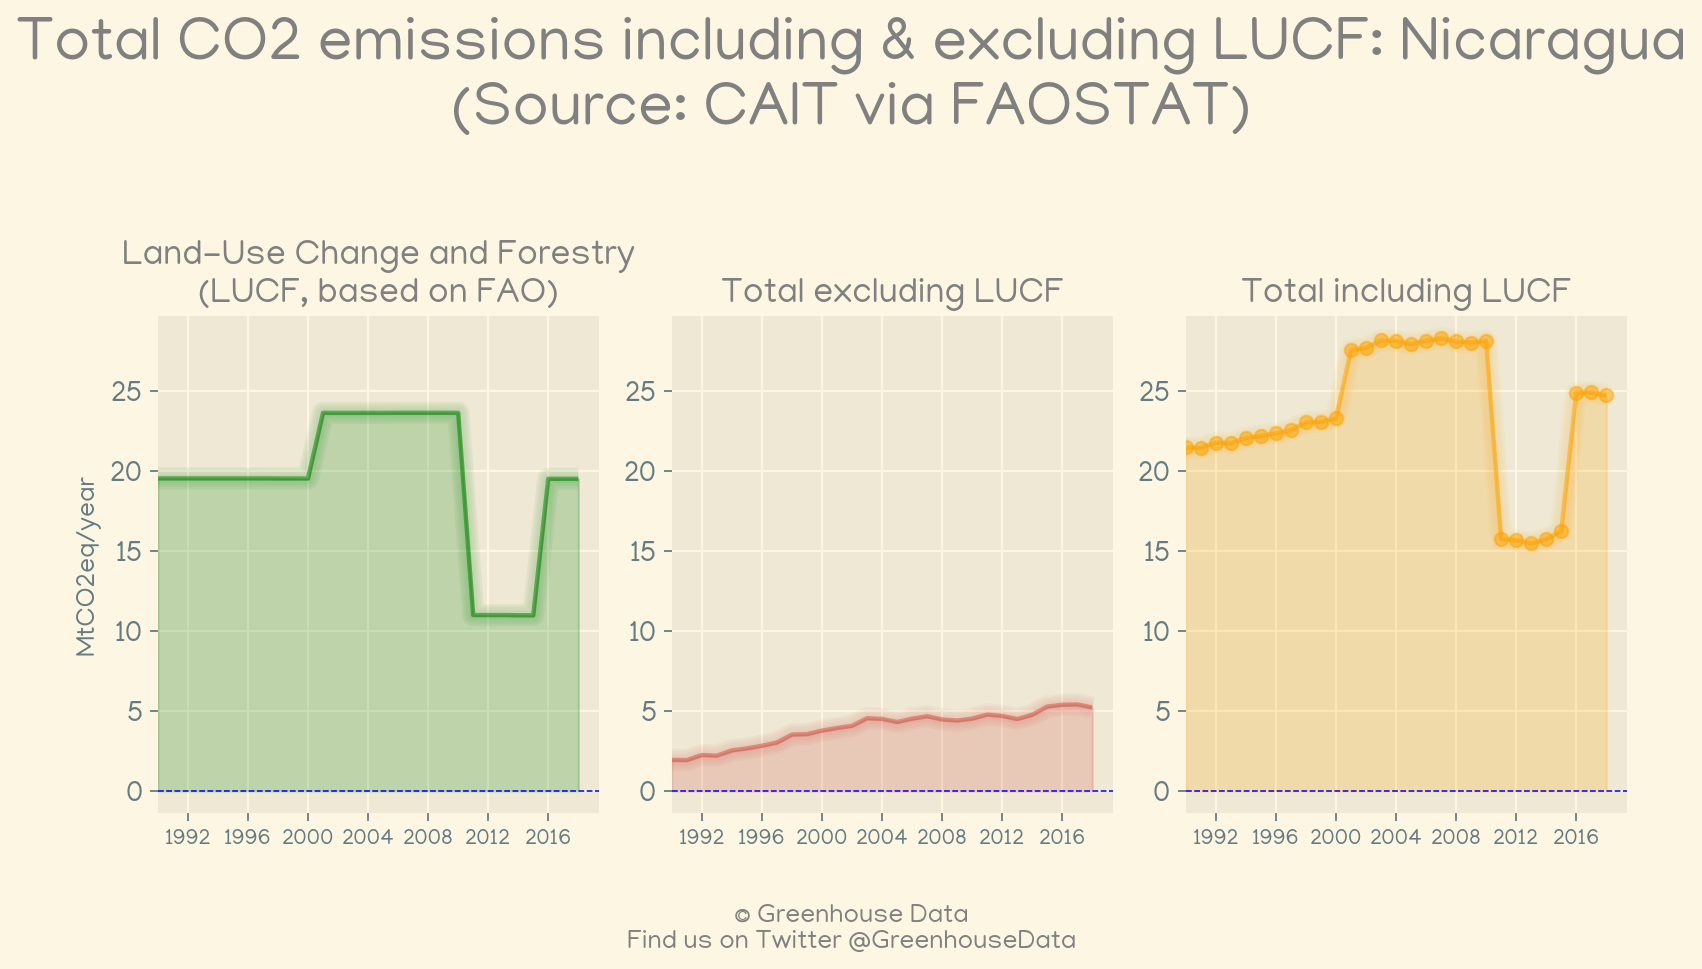 Total CO2 emissions including & excluding LUCF: Nicaragua
(Source: CAIT via FAOSTAT)
Land-Use Change and Forestry
(LUCF, based on FAO)
MtCO2eq/year
25
20
15
10
5
0
1992 1996 2000 2004 2008 2012 2016
Total excluding LUCF
25
20
15
10
5
0
1992 1996 2000 2004 2008 2012 2016
Total including LUCF
25
20
15
10
5
0
1992 1996 2000 2004 2008 2012 2016
© Greenhouse Data
Find us on Twitter @GreenhouseData